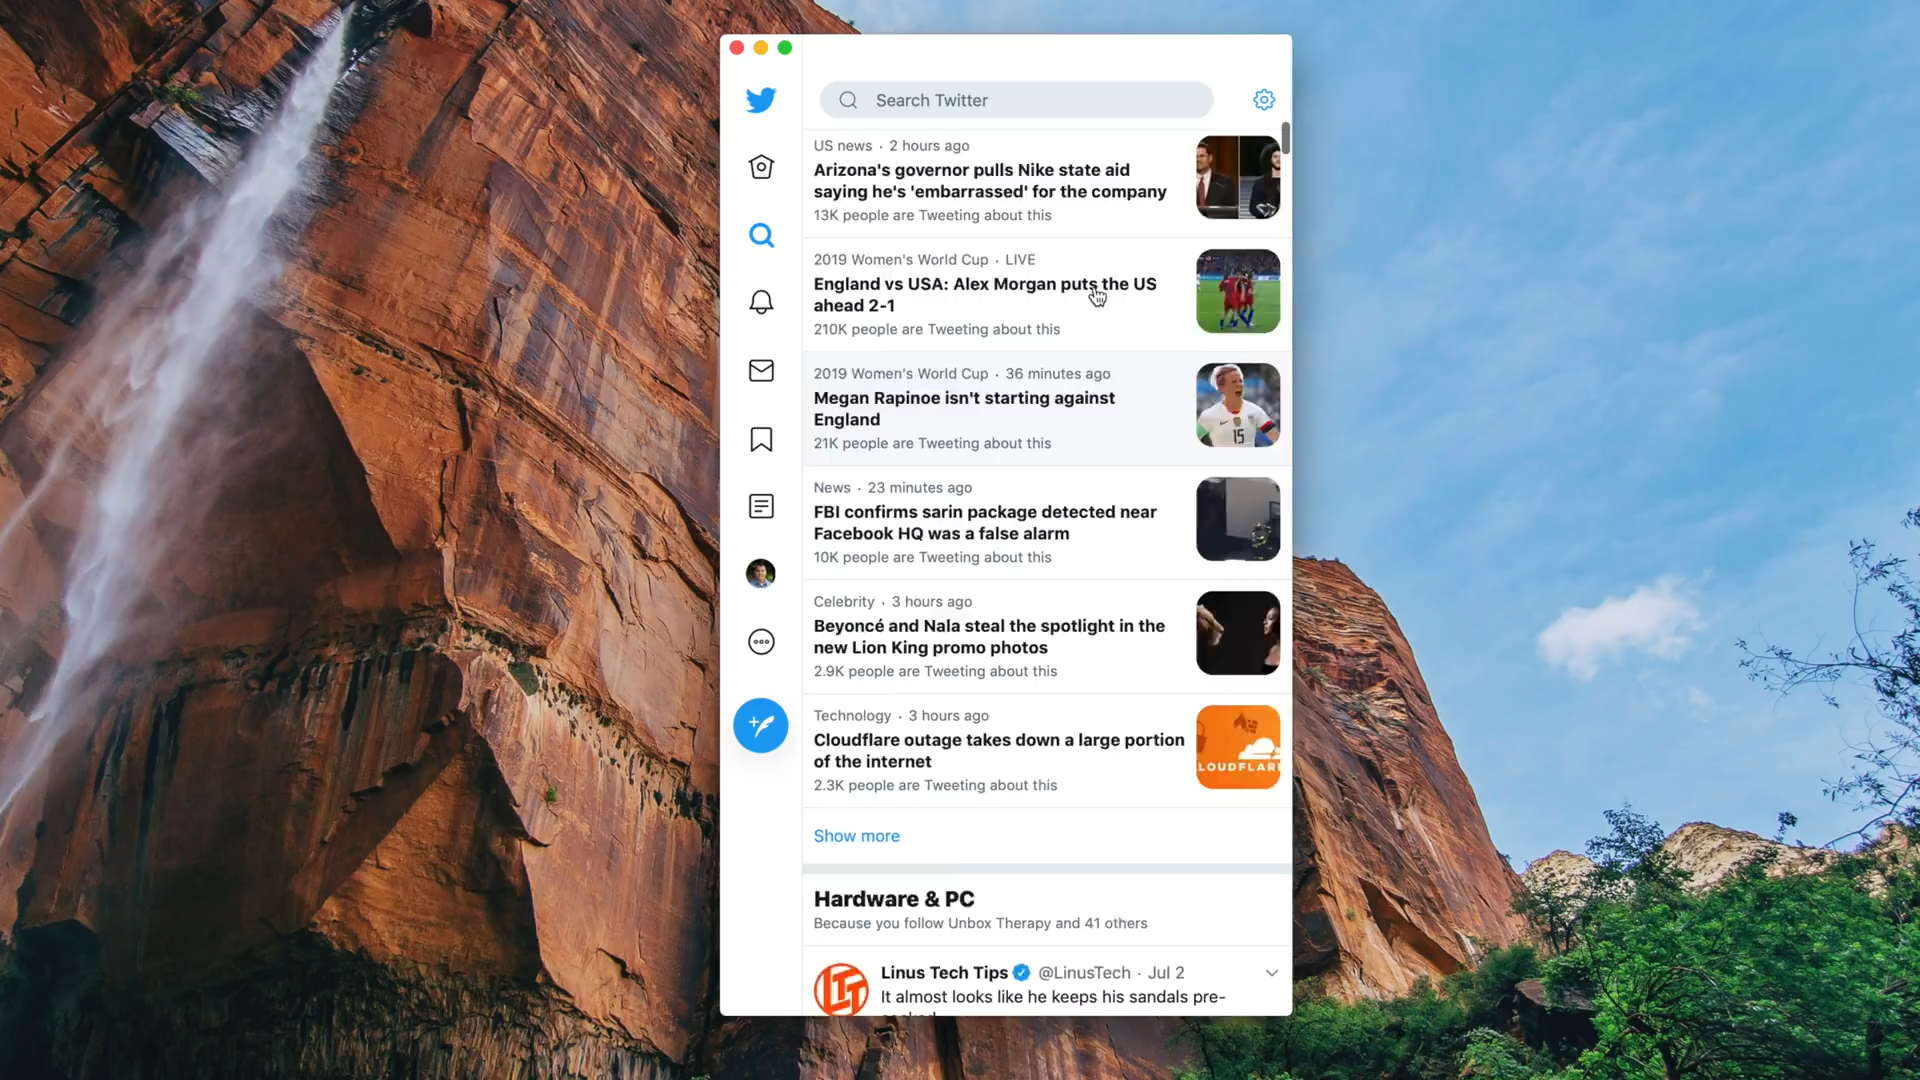 Search Twitter
US news · 2 hours ago
Arizona's governor pulls Nike state aid
saying he's 'embarrassed' for the company
13K people are Tweeting about this
2019 Women's World Cup · LIVE
England vs USA: Alex Morgan puts the US
ahead 2-1
210K people are Tweeting about this
2019 Women's World Cup · 36 minutes ago
Megan Rapinoe isn't starting against
England
21K people are Tweeting about this
15
News · 23 minutes ago
FBI confirms sarin package detected near
Facebook HQ was a false alarm
10K people are Tweeting about this
Celebrity · 3 hours ago
Beyoncé and Nala steal the spotlight in the
new Lion King promo photos
2.9K people are Tweeting about this
Technology · 3 hours ago
Cloudflare outage takes down a large portion
of the internet
2.3K people are Tweeting about this
LOUDFLAR
Show more
Hardware & PC
Because you follow Unbox Therapy and 41 others
Linus Tech Tips @LinusTech · Jul 2
LTT
It almost looks like he keeps his sandals pre-